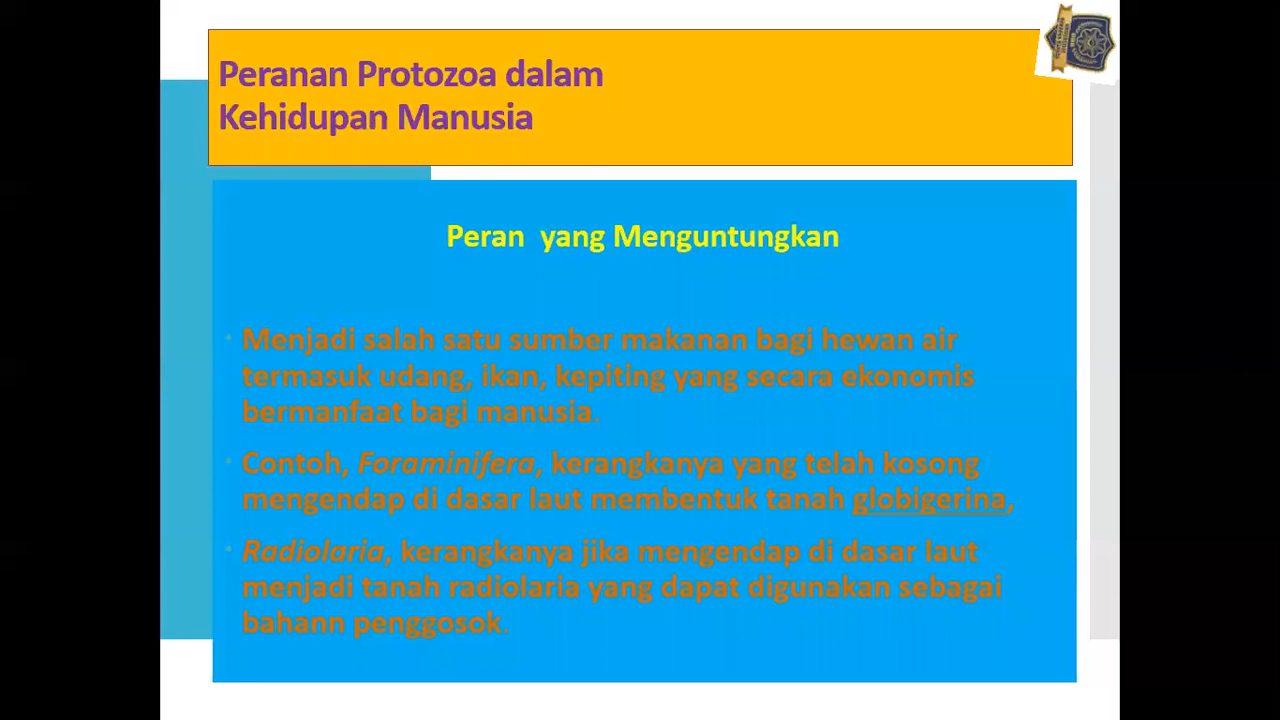 Peranan Protozoa dalam
Kehidupan Manusia
Peran yang Menguntungkan
Menjadi salah satu sumber makanan bagi hewan air
termasuk udang, ikan, kepiting yang secara ekonomis
bermanfaat bagi manusia.
Contoh, Foraminifera, kerangkanya yang telah kosong
mengendap di dasar laut membentuk tanah globigerina,
Radiolaria, kerangkanya jika mengendap di dasar laut
menjadi tanah radiolaria yang dapat digunakan sebagai
bahann penggosok.